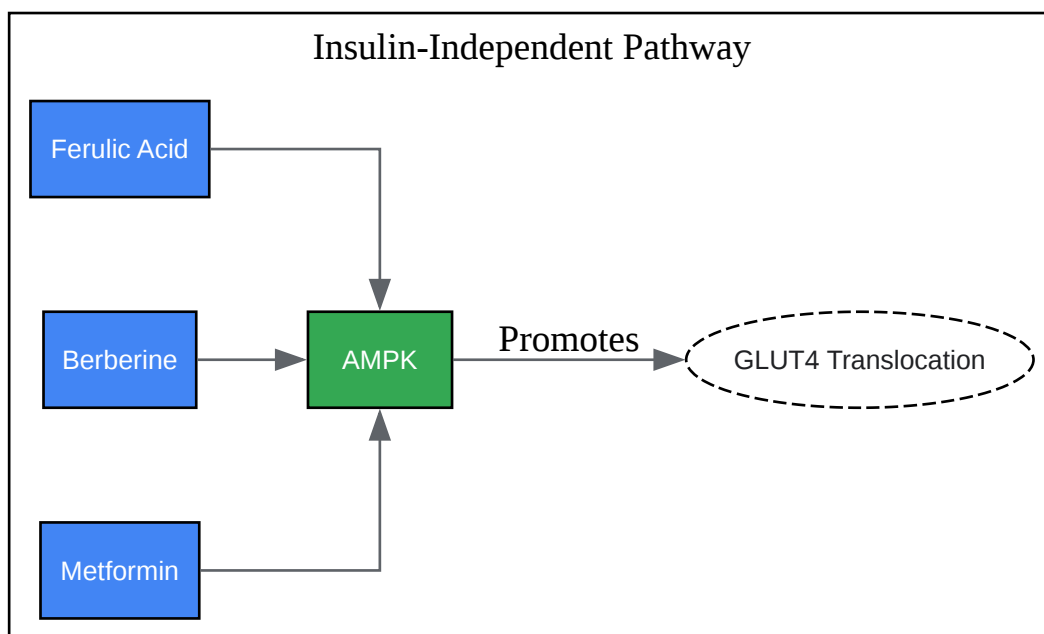 Insulin-Independent Pathway
Ferulic Acid
Berberine
AMPK
Promotes
GLUT4 Translocation
Metformin